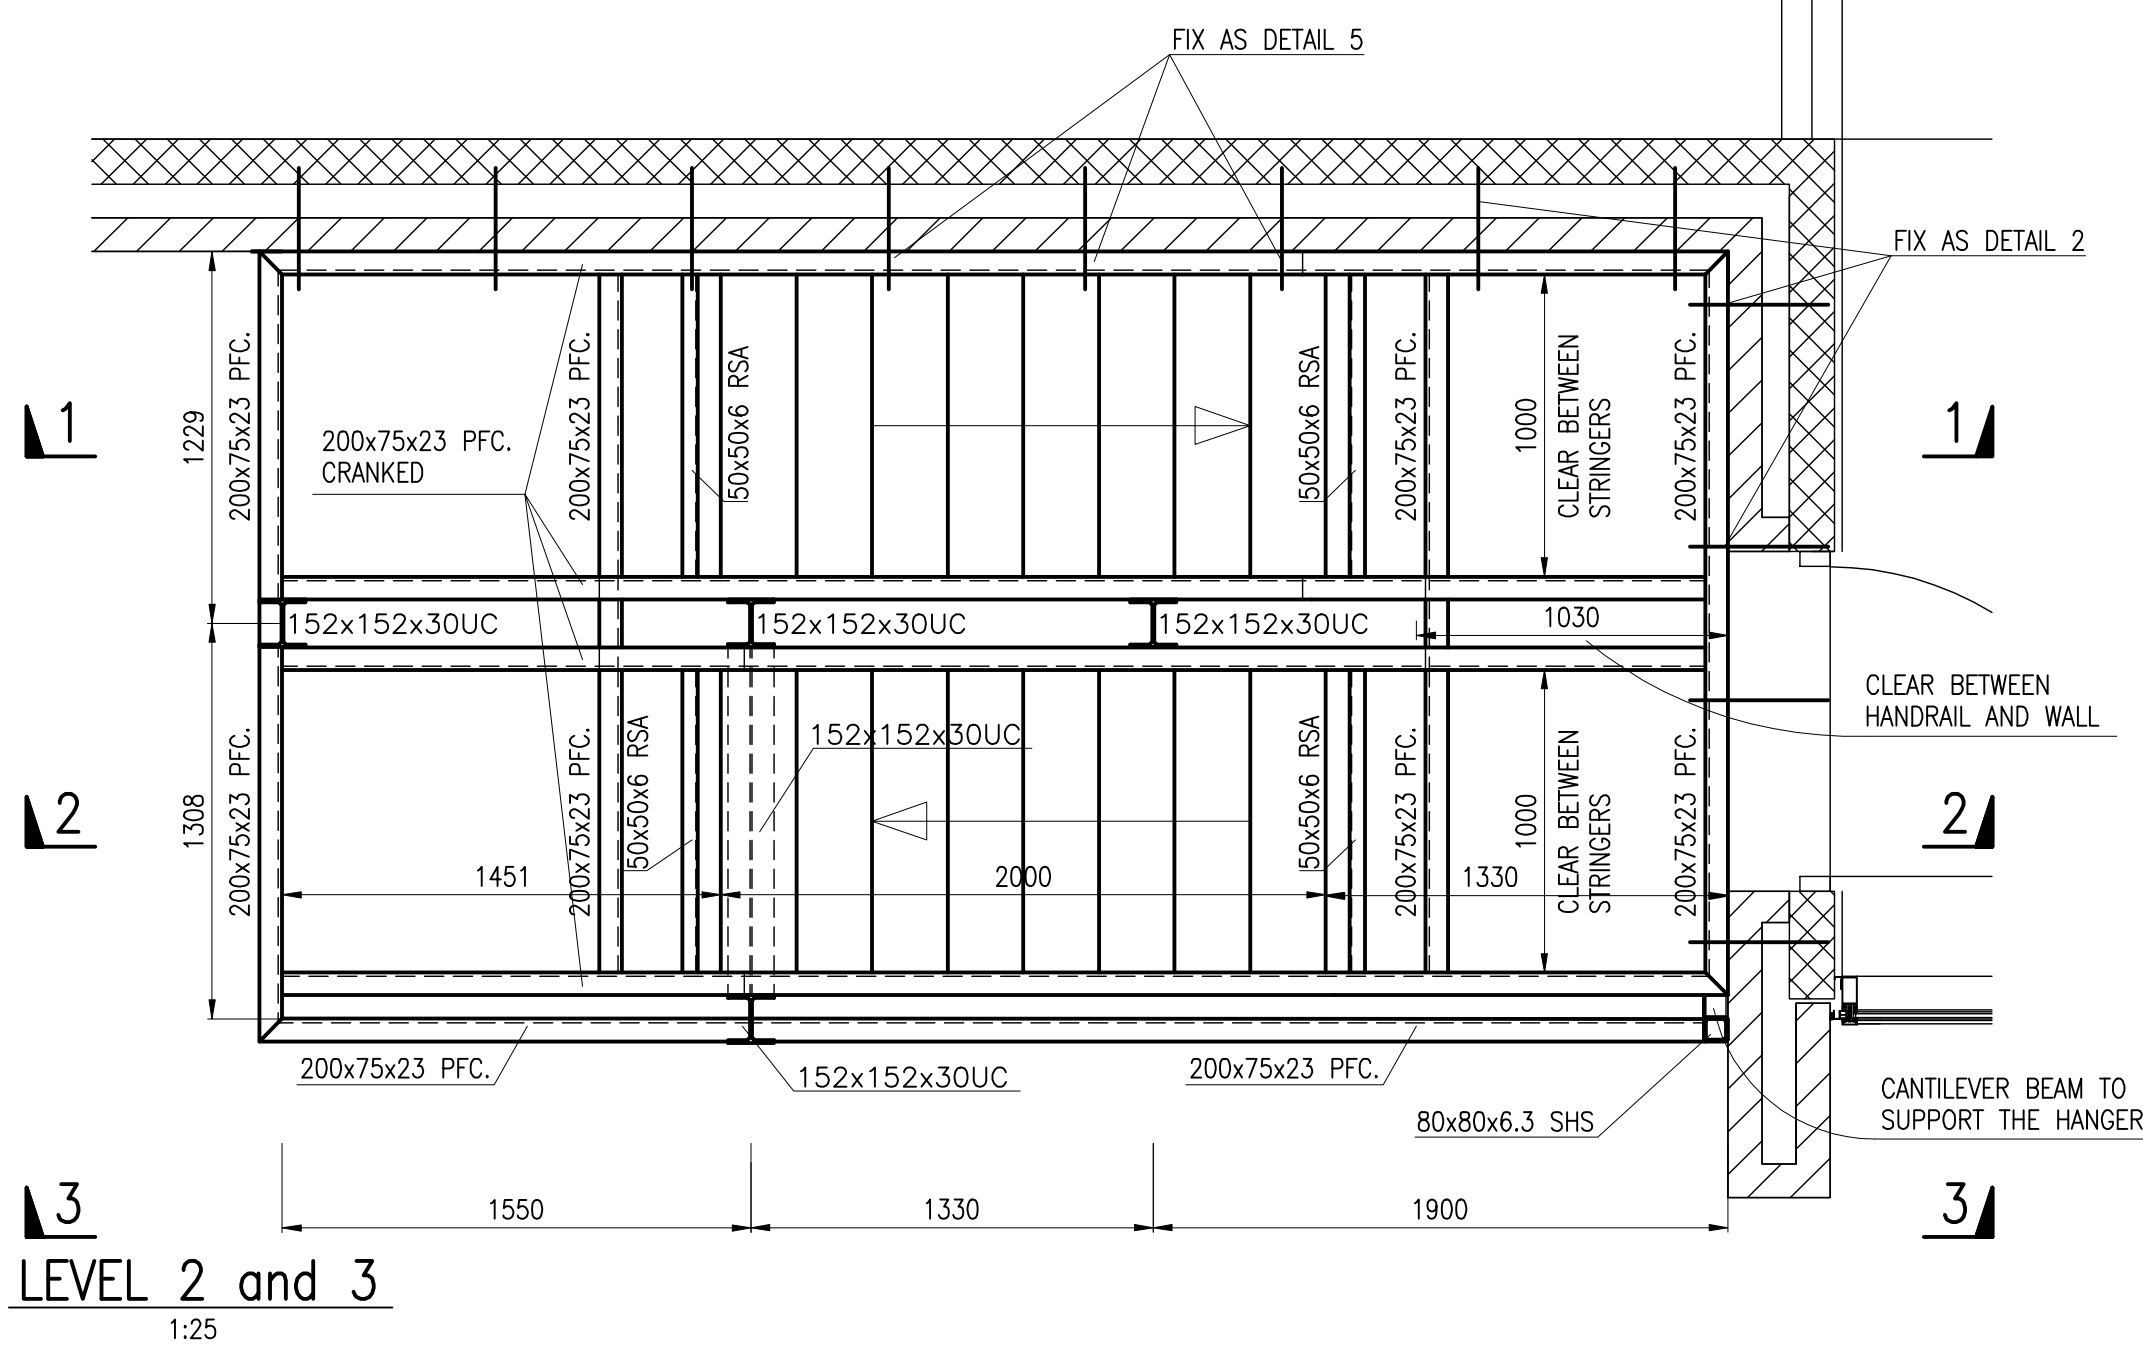 FIX AS DETAIL 5
FIX AS DETAIL 2
200x75x23 PFC.
200x75x23 PFC.
50x50x6 RSA
50x50x6 RSA
200x75x23 PFC.
1000
CLEAR BETWEEN
STRINGERS
200x75x23 PFC.
1
1229
200x75x23 PFC.
CRANKED
1
152x152x30UC
152x152x30UC
152x152x30UC
1030
CLEAR BETWEEN
HANDRAIL AND WALL
2
1308
200x75x23 PFC.
200x75x23 PFC.
50x50x6 RSA
152x152x30UC
50x50x6 RSA
200x75x23 PFC.
1000
CLEAR BETWEEN
STRINGERS
200x75x23 PFC.
2
1451
2000
1330
200x75x23 PFC.
152x152x30UC
200x75x23 PFC.
80x80x6.3 SHS
CANTILEVER BEAM TO
SUPPORT THE HANGER
3
1550
1330
1900
3
LEVEL 2 and 3
1:25